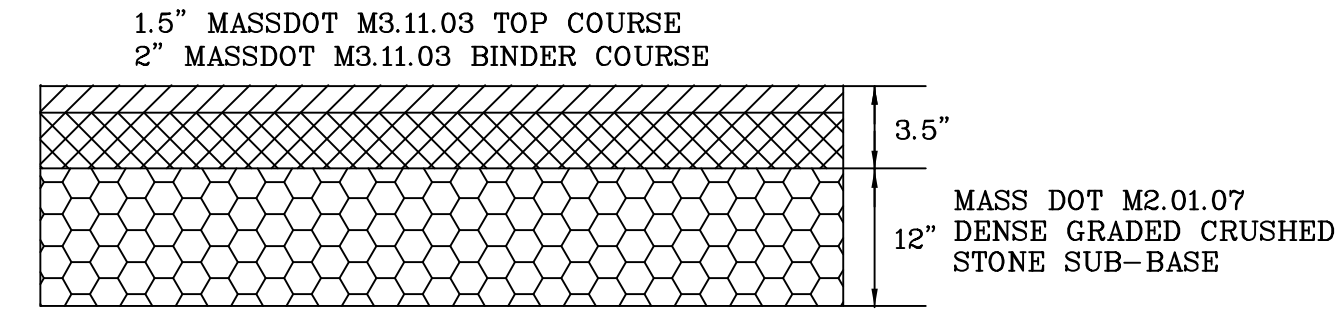 1.5” MASSDOT M3.11.03 TOP COURSE
2” MASSDOT M3.11.03 BINDER COURSE
3.5”
12”
MASS DOT M2.01.07
DENSE GRADED CRUSHED
STONE SUB-BASE